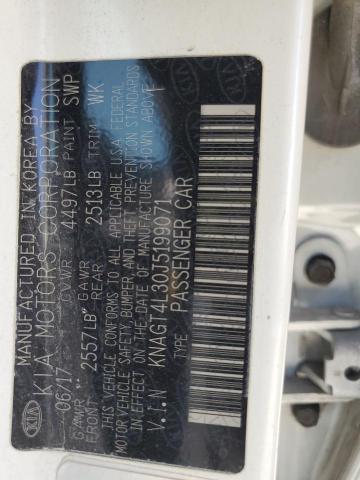 MANUFACTURED IN KOREA BY
KIA MOTORS CORPORATION
06/17 GVWR 4497LB PAINT SWP
GAWR FRONT 2557LB GAWR REAR 2513LB TRIM WK
THIS VEHICLE CONFORMS TO ALL APPLICABLE U.S.A. FEDERAL
MOTOR VEHICLE SAFETY, BUMPER, AND THEFT PREVENTION STANDARDS
IN EFFECT ON THE DATE OF MANUFACTURE SHOWN ABOVE
V.I.N KNAGT4L30J5199071
TYPE PASSENGER CAR
KIA
KIA